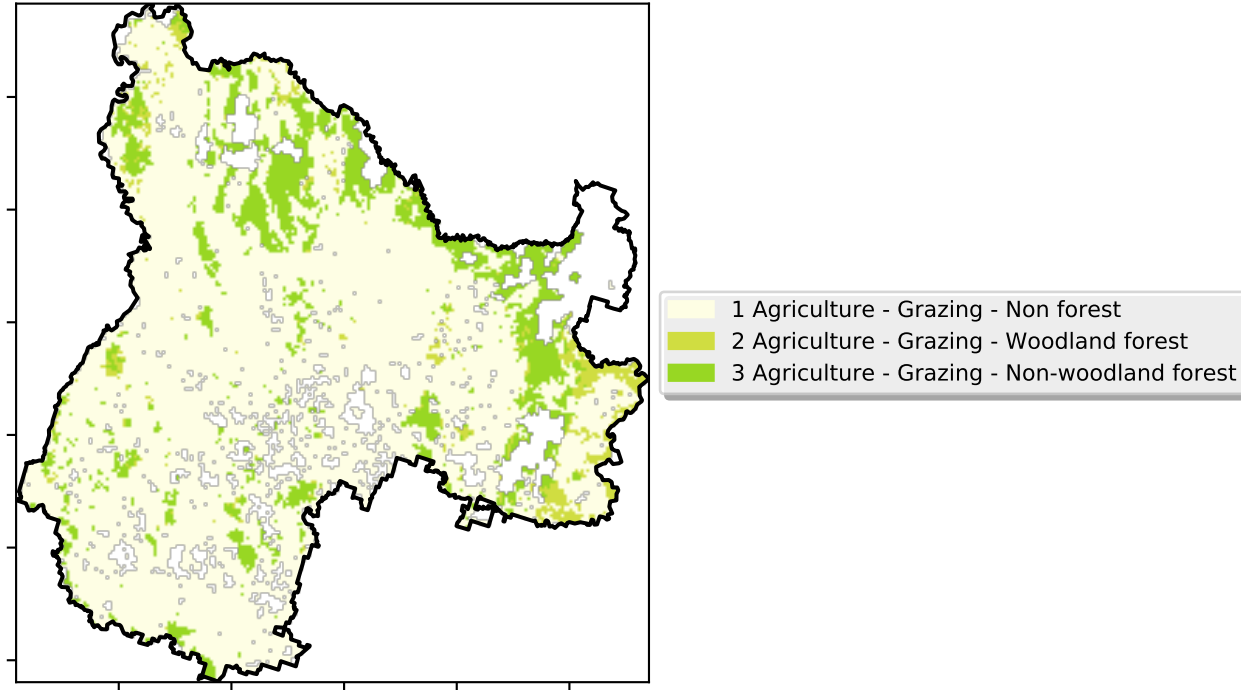 1 Agriculture - Grazing - Non forest
2 Agriculture - Grazing - Woodland forest
3 Agriculture - Grazing - Non-woodland forest